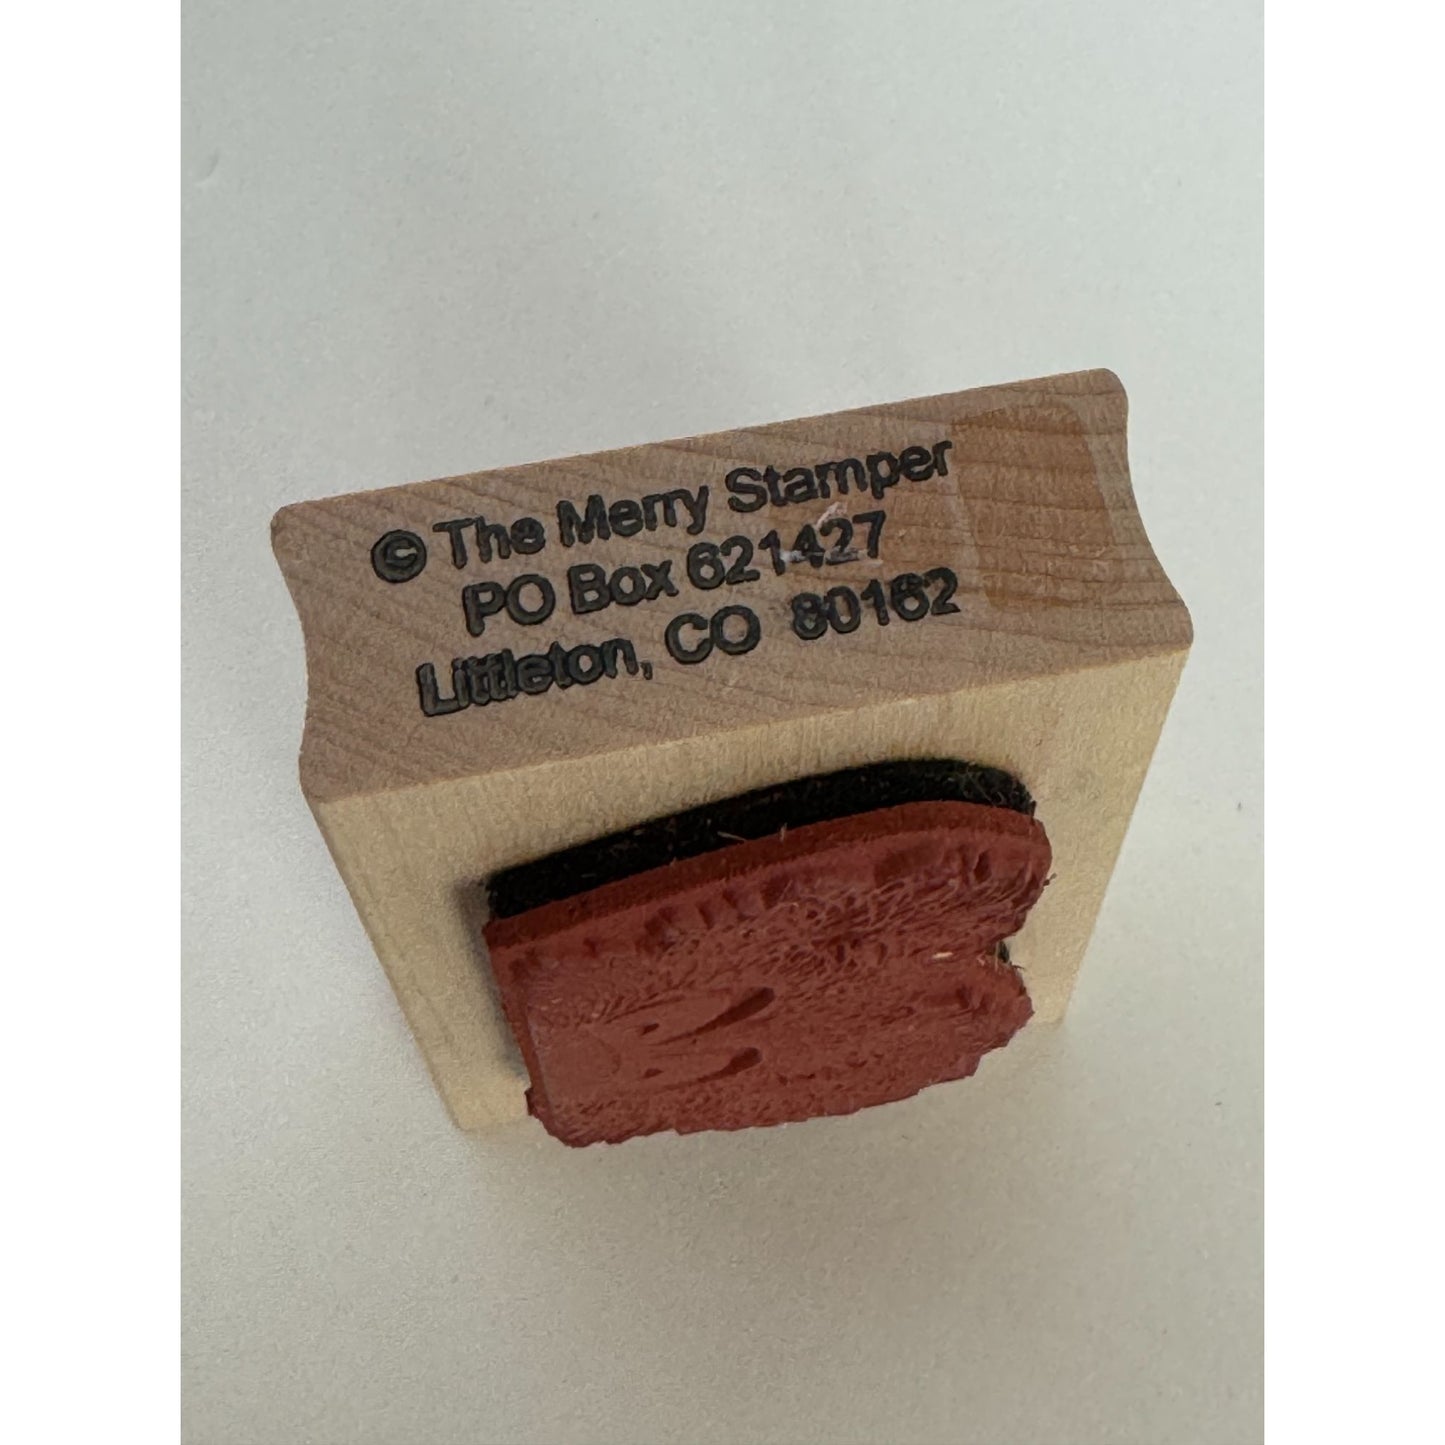 © The Merry Stamper
PO Box 621427
Littleton, CO 80162